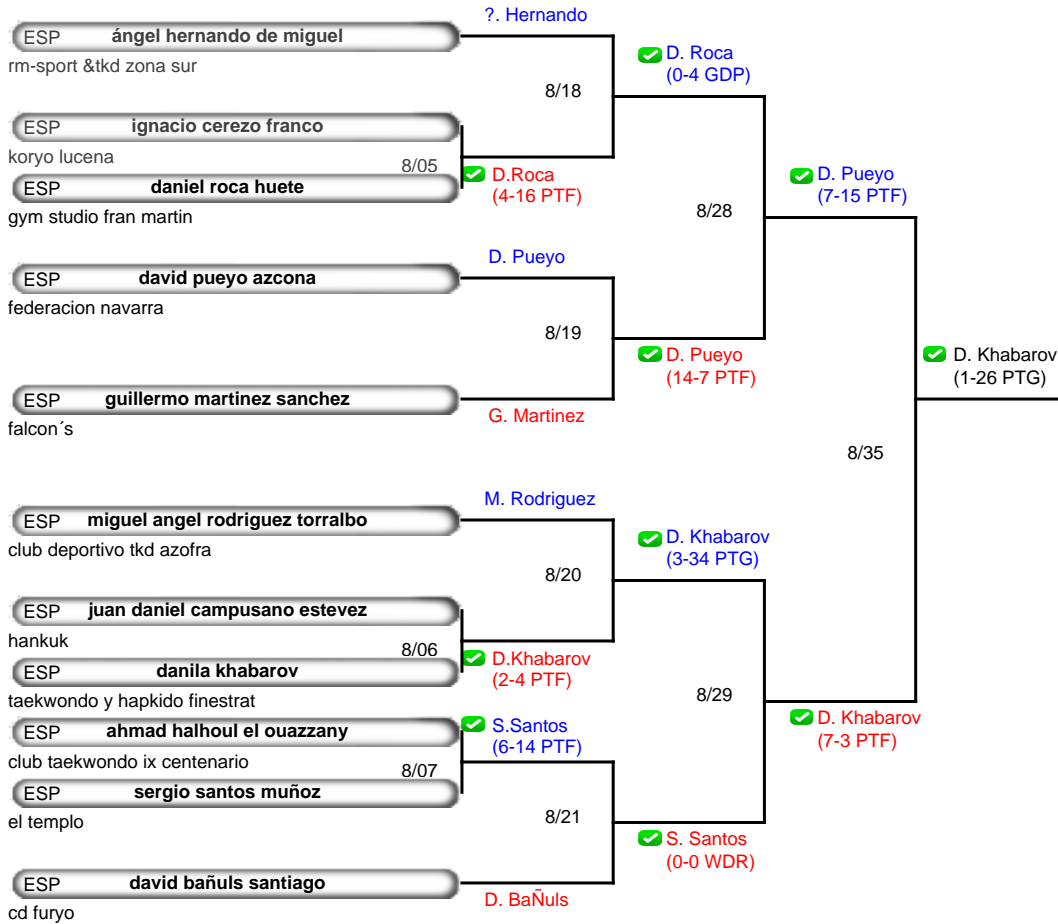 ?. Hernando
ESP ángel hernando de miguel
rm-sport &tkd zona sur
8/18
D. Roca
(0-4 GDP)
ESP ignacio cerezo franco
koryo lucena
8/05
ESP daniel roca huete
gym studio fran martin
D.Roca
(4-16 PTF)
8/28
D. Pueyo
(7-15 PTF)
D. Pueyo
ESP david pueyo azcona
federacion navarra
8/19
D. Pueyo
(14-7 PTF)
ESP guillermo martinez sanchez
falcon´s
G. Martinez
D. Khabarov
(1-26 PTG)
8/35
M. Rodriguez
ESP miguel angel rodriguez torralbo
club deportivo tkd azofra
8/20
D. Khabarov
(3-34 PTG)
ESP juan daniel campusano estevez
hankuk
8/06
ESP danila khabarov
taekwondo y hapkido finestrat
D.Khabarov
(2-4 PTF)
8/29
D. Khabarov
(7-3 PTF)
ESP ahmad halhoul el ouazzany
club taekwondo ix centenario
S.Santos
(6-14 PTF)
8/07
ESP sergio santos muñoz
el templo
8/21
S. Santos
(0-0 WDR)
ESP david bañuls santiago
cd furyo
D. BaÑuls